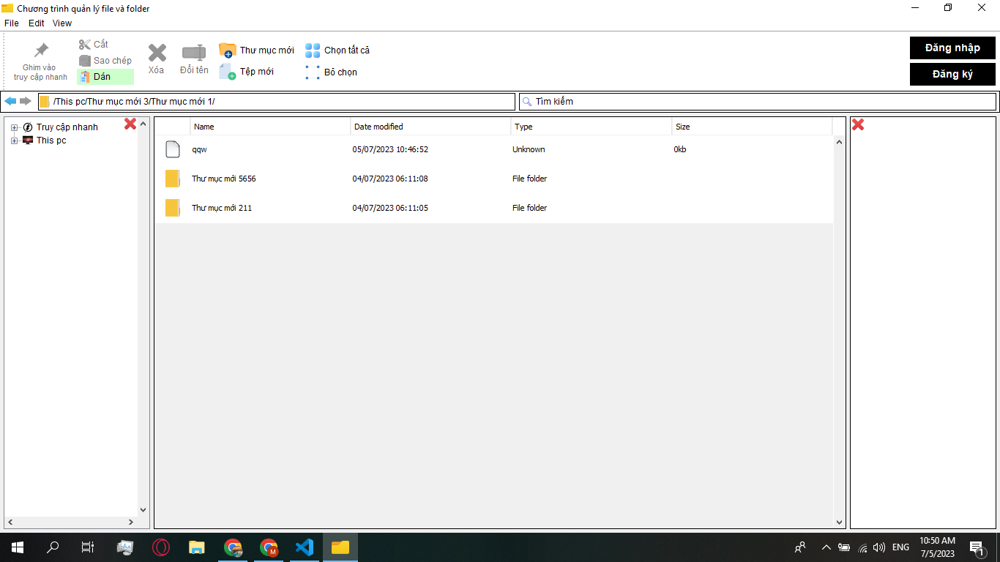 Chương trình quản lý file và folder
File Edit View
Ghim vào
truy cập nhanh
Cắt
Sao chép
Dán
Xóa
Đổi tên
Thư mục mới
Tệp mới
Chọn tất cả
Bỏ chọn
Đăng nhập
Đăng ký
/This pc/Thư mục mới 3/Thư mục mới 1/
Tìm kiếm
Truy cập nhanh
This pc
Name Date modified Type Size
qqw 05/07/2023 10:46:52 Unknown 0kb
Thư mục mới 5656 04/07/2023 06:11:08 File folder
Thư mục mới 211 04/07/2023 06:11:05 File folder
M
ENG
10:50 AM
7/5/2023
1